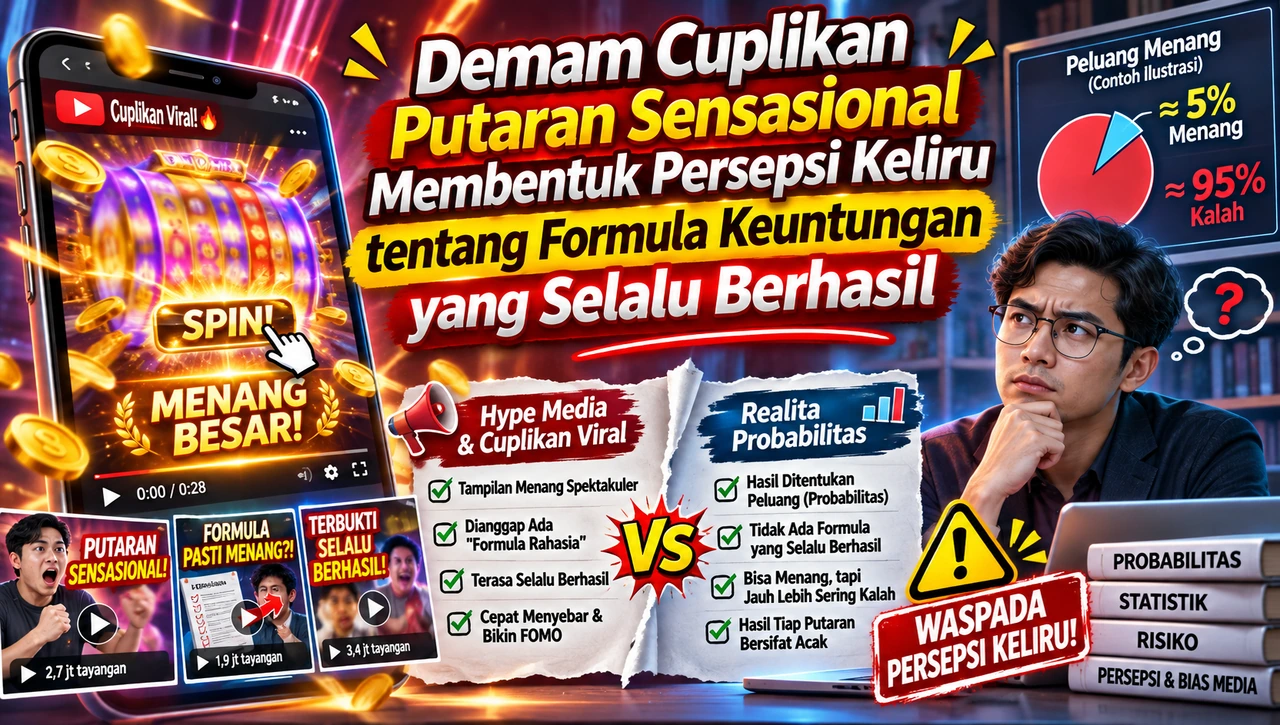 Cuplikan Viral!🔥
SPIN!
MENANG
BESAR!
0:00 / 0:28
PUTARAN
SENSASIONAL!
2,7 jt tayangan
FORMULA
PASTI MENANG?!
1,9 jt tayangan
TERBUKTI
SELALU
BERHASIL!
3,4 jt tayangan
Demam Cuplikan
Putaran Sensasional
Membentuk Persepsi Keliru
tentang Formula Keuntungan
yang Selalu Berhasil
Hype Media
& Cuplikan Viral
Tampilan Menang Spektakuler
Dianggap Ada
"Formula Rahasia"
Terasa Selalu Berhasil
Cepat Menyebar &
Bikin FOMO
VS
Realita
Probabilitas
Hasil Ditentukan
Peluang (Probabilitas)
Tidak Ada Formula
yang Selalu Berhasil
Bisa Menang, tapi
Jauh Lebih Sering Kalah
Hasil Tiap Putaran
Bersifat Acak
Peluang Menang
(Contoh Ilustrasi)
≈ 5%
Menang
≈ 95%
Kalah
?
!
WASPADA
PERSEPSI KELIRU!
PROBABILITAS
STATISTIK
RISIKO
PERSEPSI & BIAS MEDIA